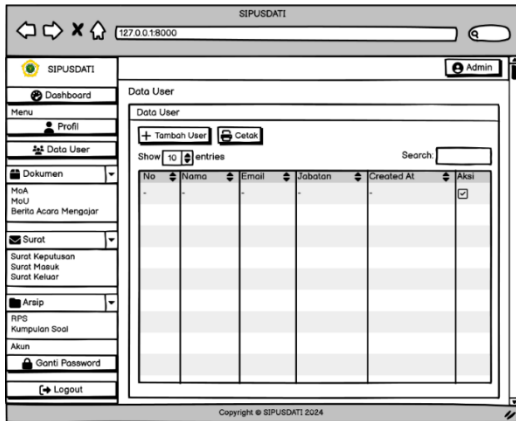 SIPUSDATI
127.0.0.1:8000
SIPUSDATI
Admin
Dashboard
Menu
Profil
Data User
Dokumen
MoA
MoU
Berita Acara Mengajar
Surat
Surat Keputusan
Surat Masuk
Surat Keluar
Arsip
RPS
Kumpulan Soal
Akun
Ganti Password
Logout
Data User
Data User
+ Tambah User
Cetak
Show 10 entries
Search:
No Nama Email Jabatan Created At Aksi
- - - - -
Copyright @ SIPUSDATI 2024